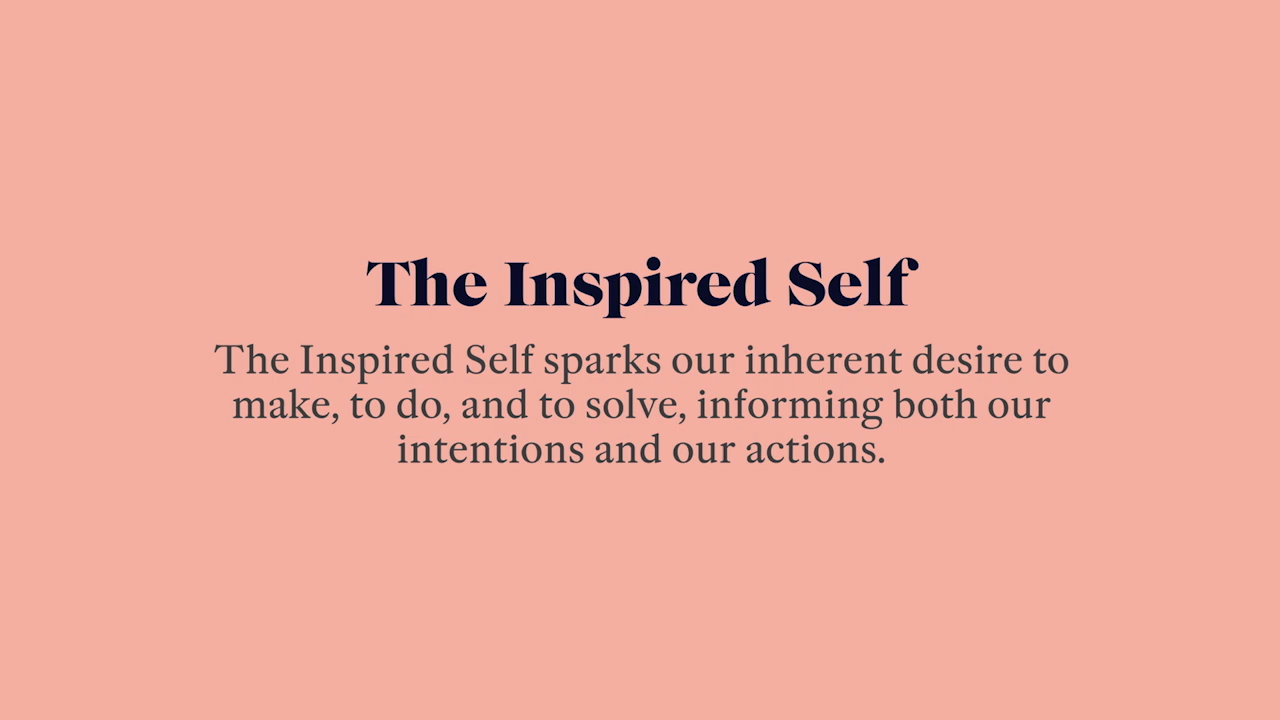 The Inspired Self
The Inspired Self sparks our inherent desire to
make, to do, and to solve, informing both our
intentions and our actions.